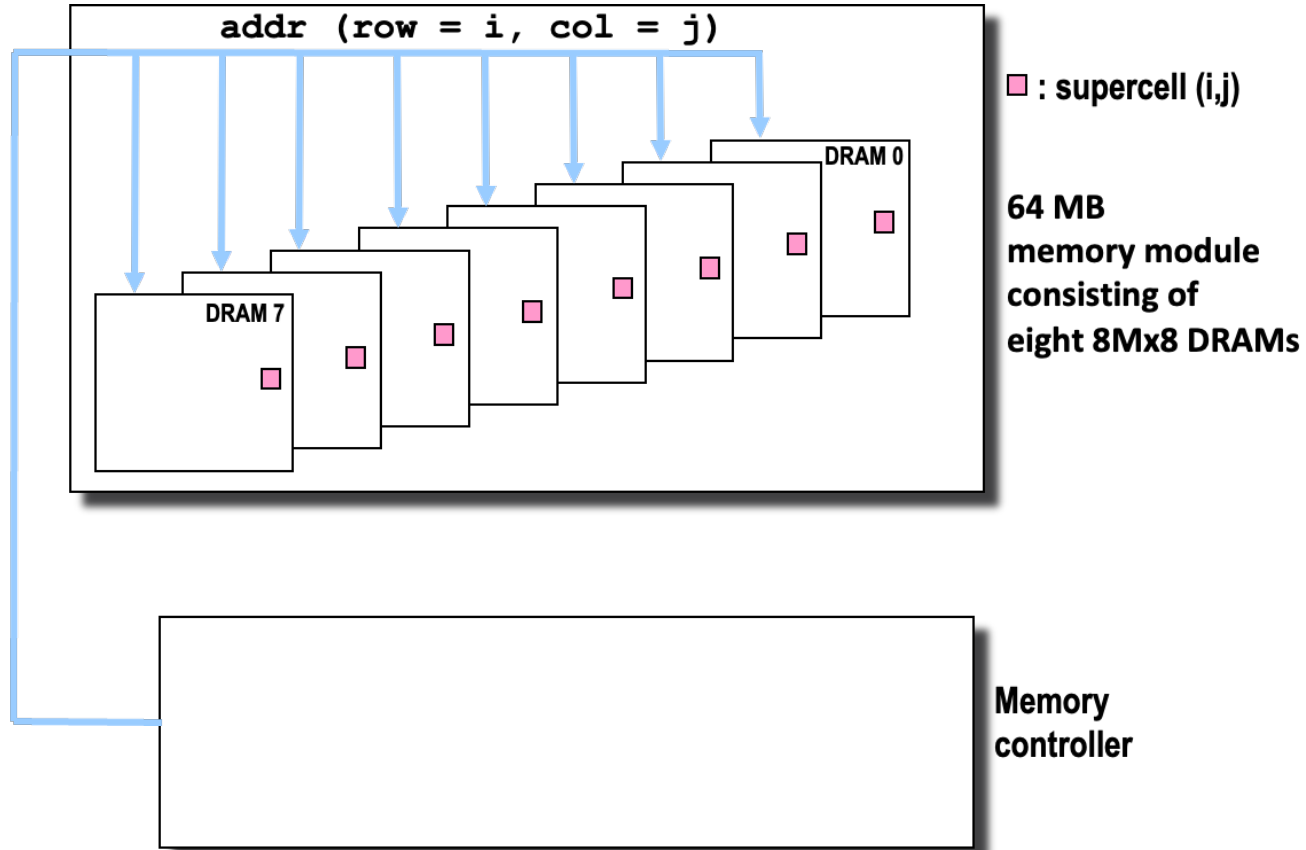 addr (row = i, col = j)
: supercell (i,j)
DRAM 0
64 MB
memory module
consisting of
eight 8Mx8 DRAMs
DRAM 7
Memory
controller